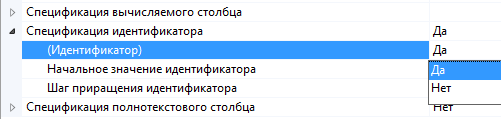 Спецификация вычисляемого столбца
Спецификация идентификатора Да
(Идентификатор) Да
Начальное значение идентификатора Да
Шаг приращения идентификатора Нет
Спецификация полнотекстового столбца Нет